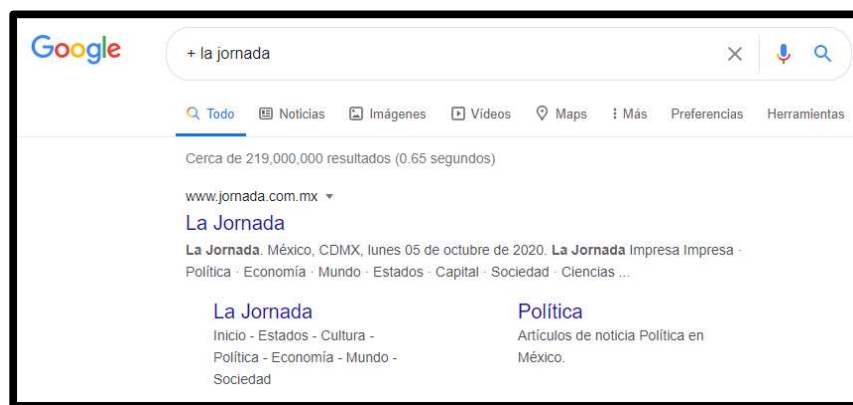 Google
+ la jornada
Todo Noticias Imágenes Vídeos Maps Más Preferencias Herramientas
Cerca de 219,000,000 resultados (0.65 segundos)
www.jornada.com.mx
La Jornada
La Jornada. México, CDMX, lunes 05 de octubre de 2020. La Jornada Impresa Impresa ·
Política · Economía · Mundo · Estados · Capital · Sociedad · Ciencias ...
La Jornada
Inicio - Estados - Cultura -
Política - Economía - Mundo -
Sociedad
Política
Artículos de noticia Política en
México.